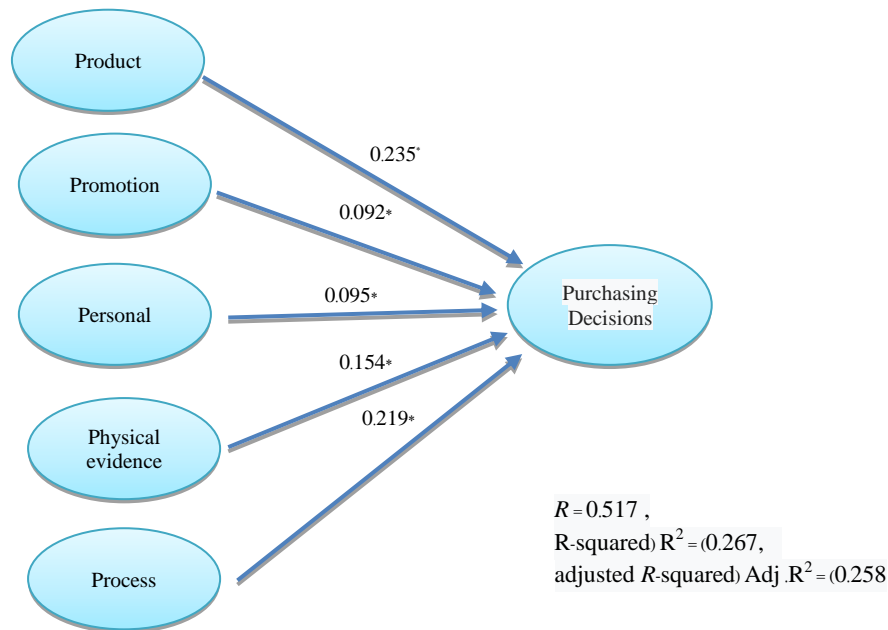 Product
0.235*
Promotion
0.092*
Personal
0.095*
Purchasing
Decisions
0.154*
0.219*
Physical
evidence
Process
R = 0.517 ,
R-squared) R² = (0.267,
adjusted R-squared) Adj .R² = (0.258